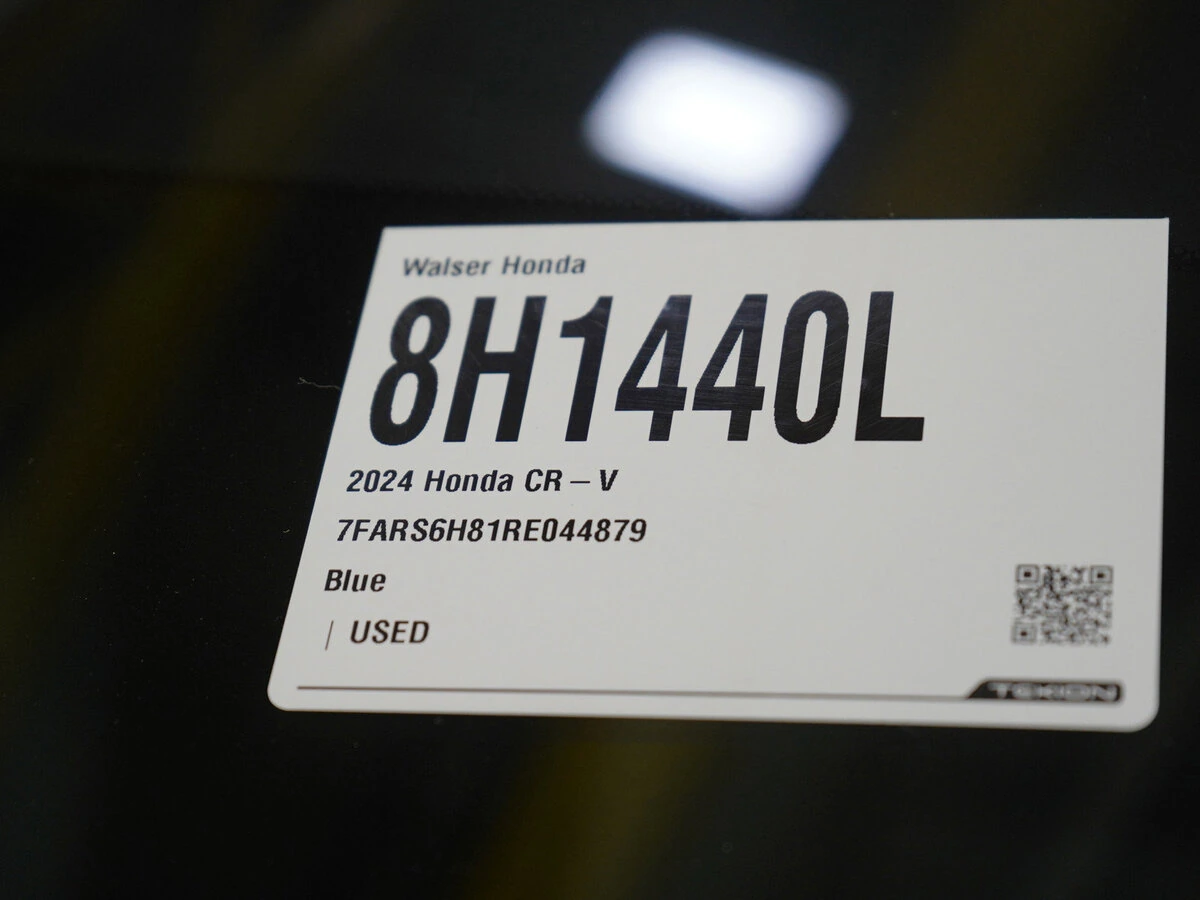 Walser Honda
8H1440L
2024 Honda CR – V
7FARS6H81RE044879
Blue
| USED
TEKION